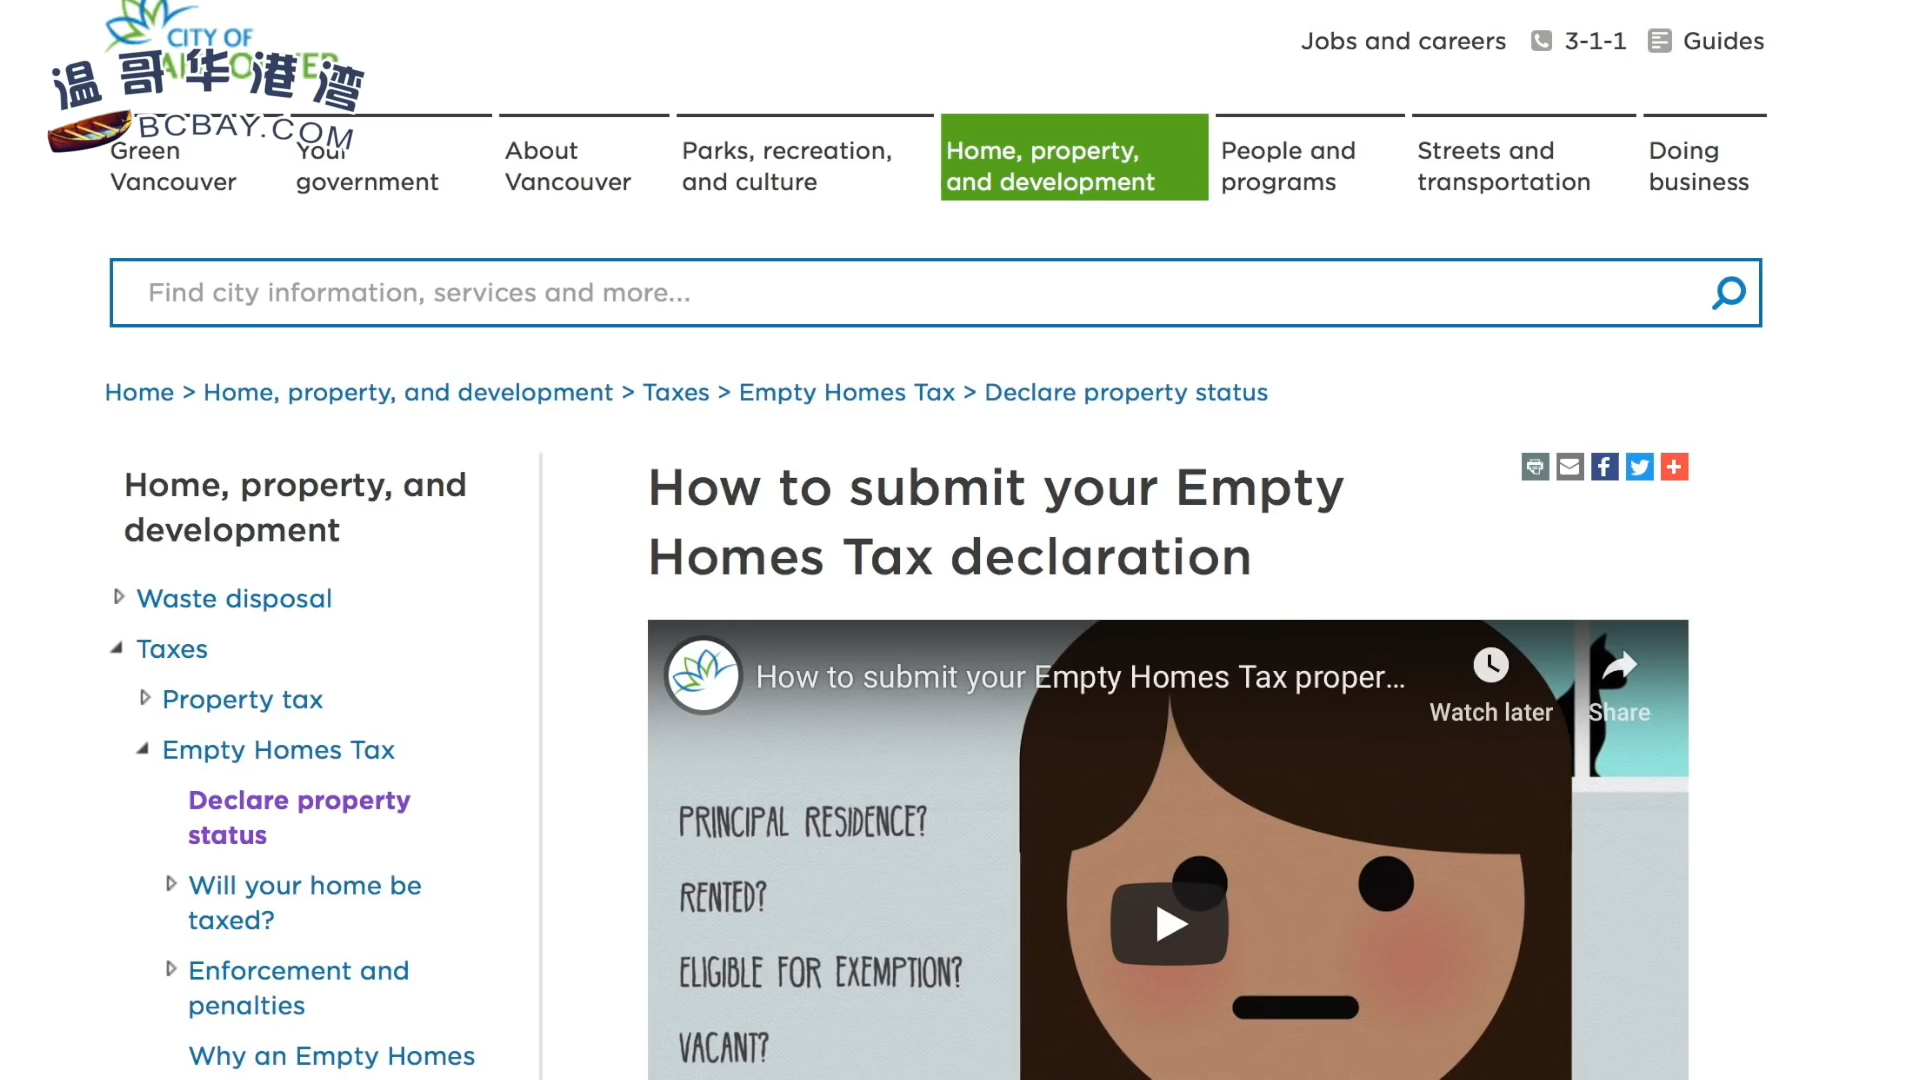 CITY OF
温哥华港湾
BCBAY.COM
Jobs and careers
3-1-1
Guides
Green
Vancouver
Your
government
About
Vancouver
Parks, recreation,
and culture
Home, property,
and development
People and
programs
Streets and
transportation
Doing
business
Find city information, services and more...
Home > Home, property, and development > Taxes > Empty Homes Tax > Declare property status
Home, property, and
development
Waste disposal
Taxes
Property tax
Empty Homes Tax
Declare property
status
Will your home be
taxed?
Enforcement and
penalties
Why an Empty Homes
How to submit your Empty
Homes Tax declaration
How to submit your Empty Homes Tax proper...
Watch later
Share
PRINCIPAL RESIDENCE?
RENTED?
ELIGIBLE FOR EXEMPTION?
VACANT?